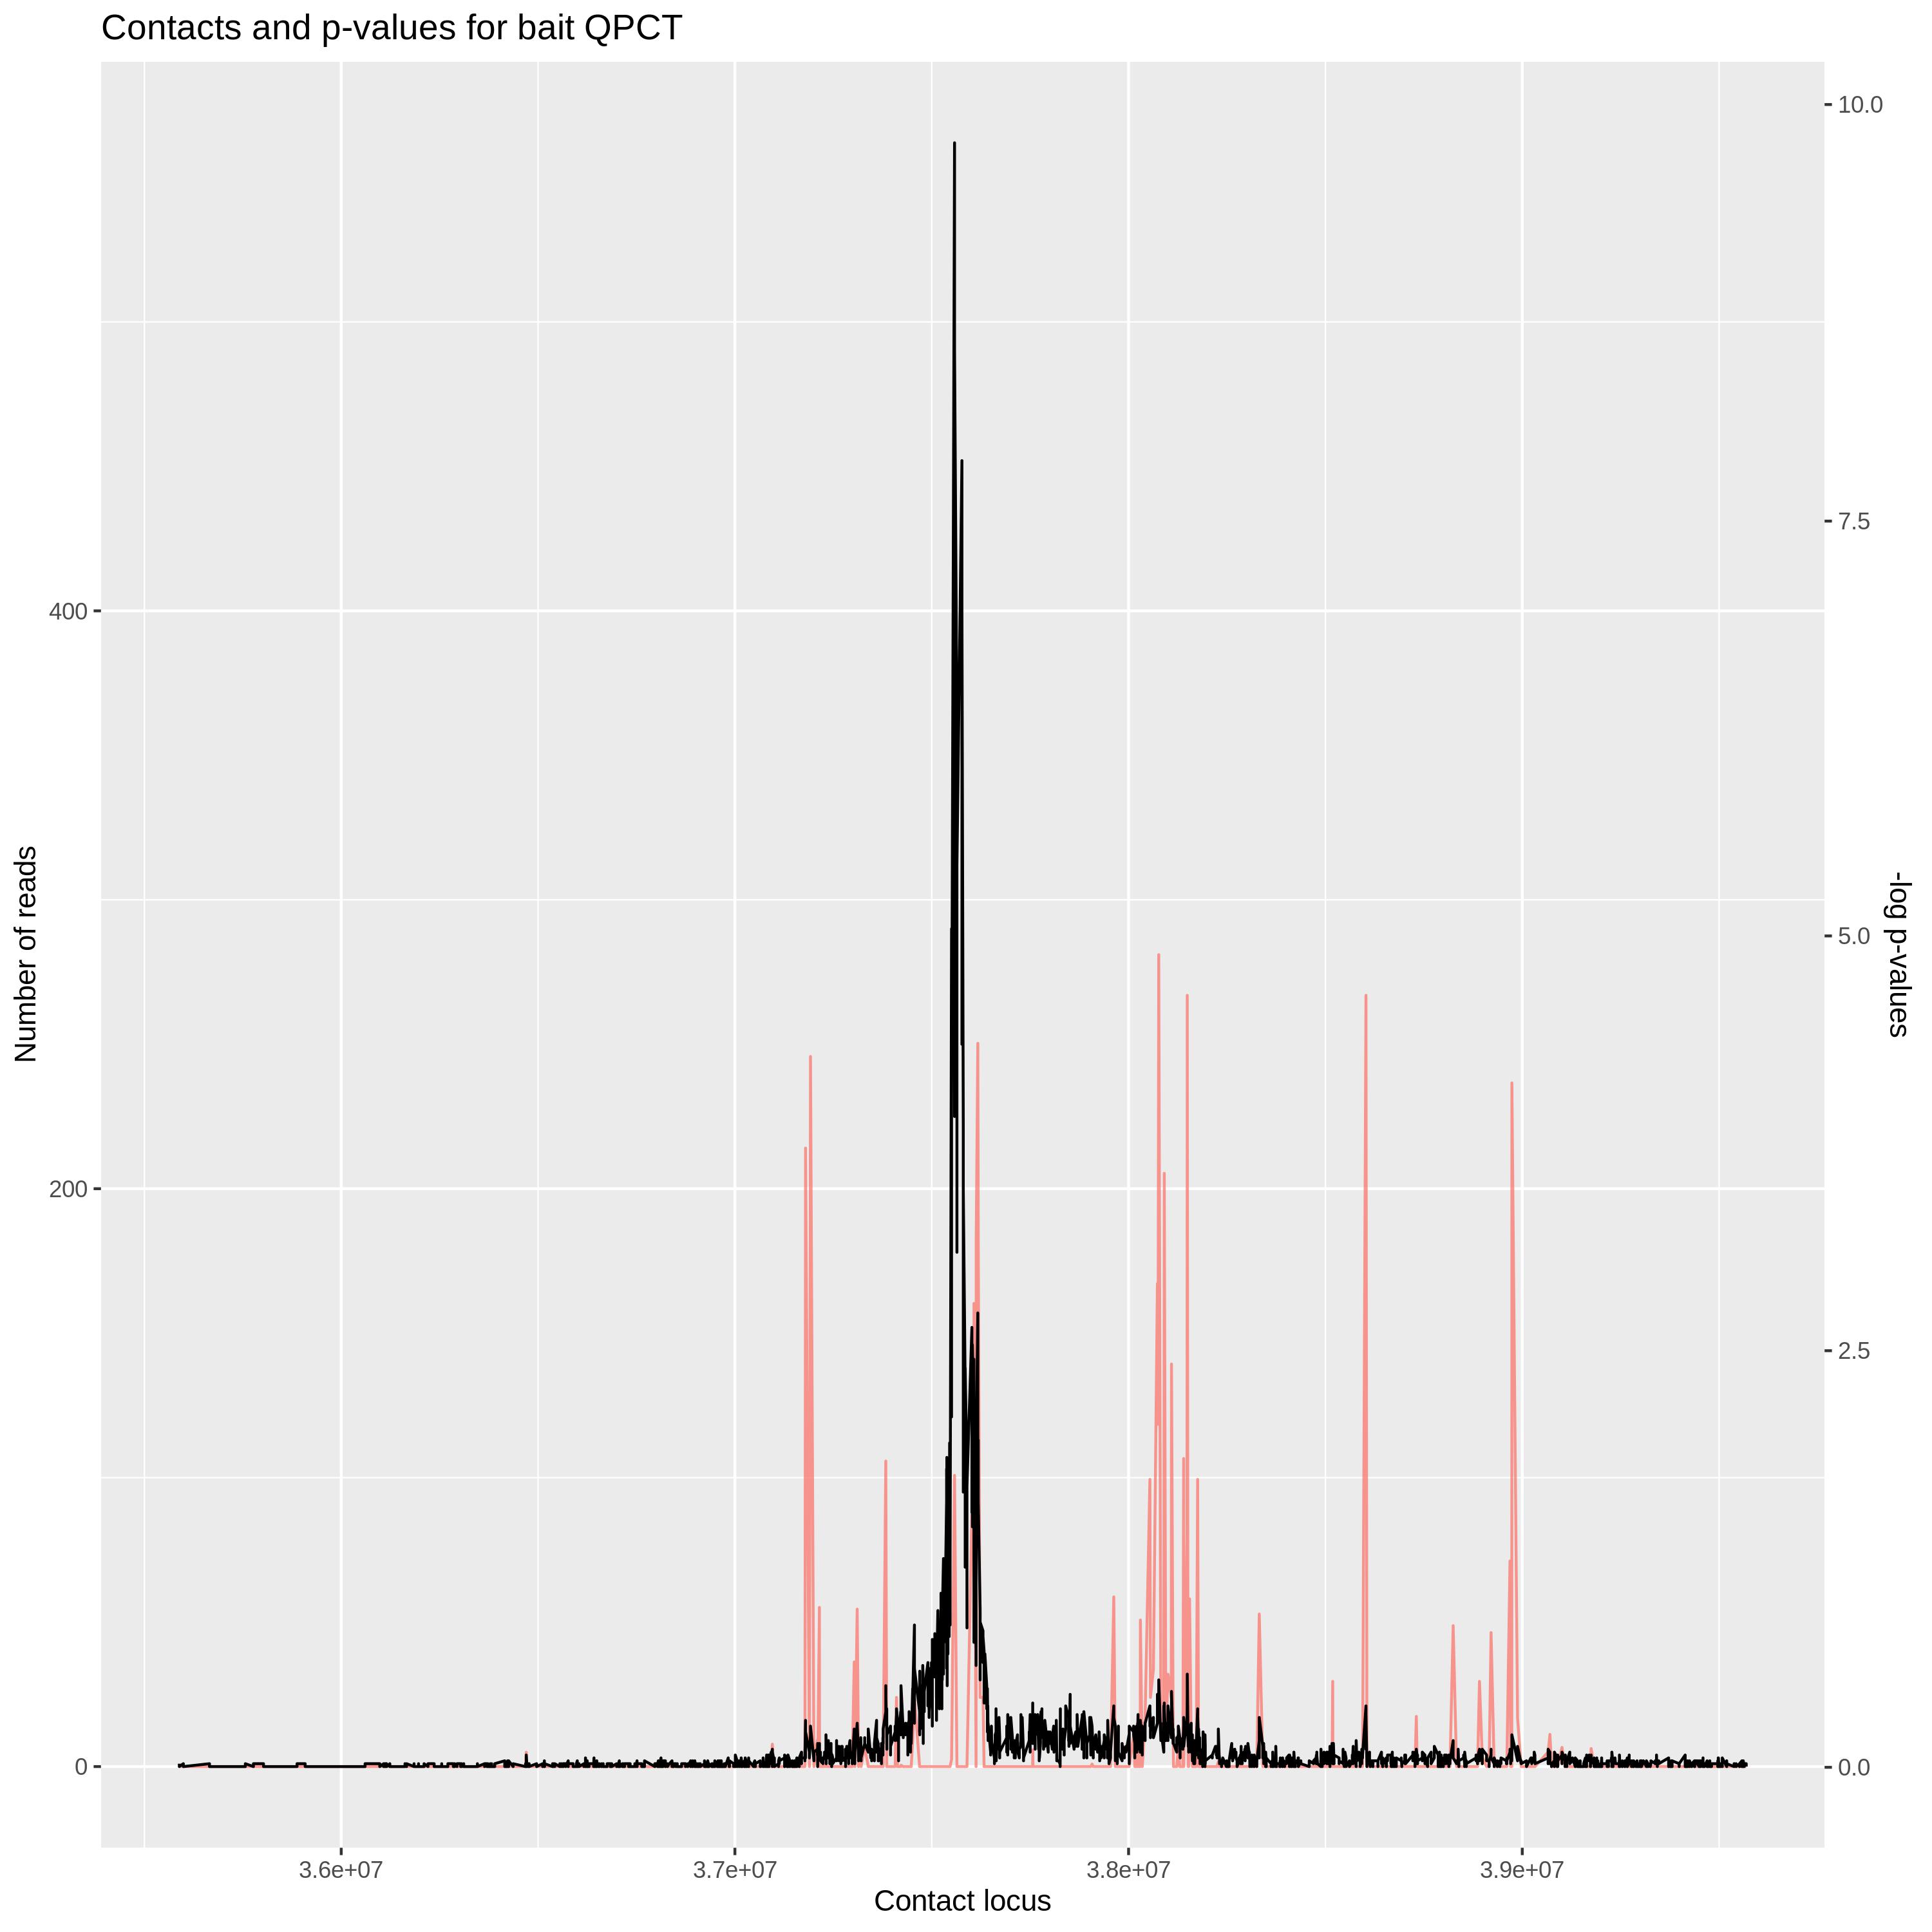 Contacts and p-values for bait QPCT
Number of reads
400
200
0
10.0
7.5
5.0
2.5
0.0
-log p-values
3.6e+07
3.7e+07
3.8e+07
3.9e+07
Contact locus